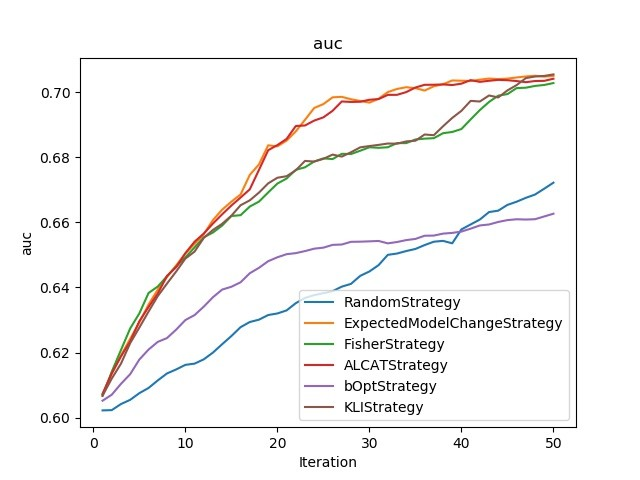 auc
0.70
0.68
0.66
0.64
0.62
0.60
auc
0
10
20
30
40
50
Iteration
RandomStrategy
ExpectedModelChangeStrategy
FisherStrategy
ALCATStrategy
bOptStrategy
KLIStrategy